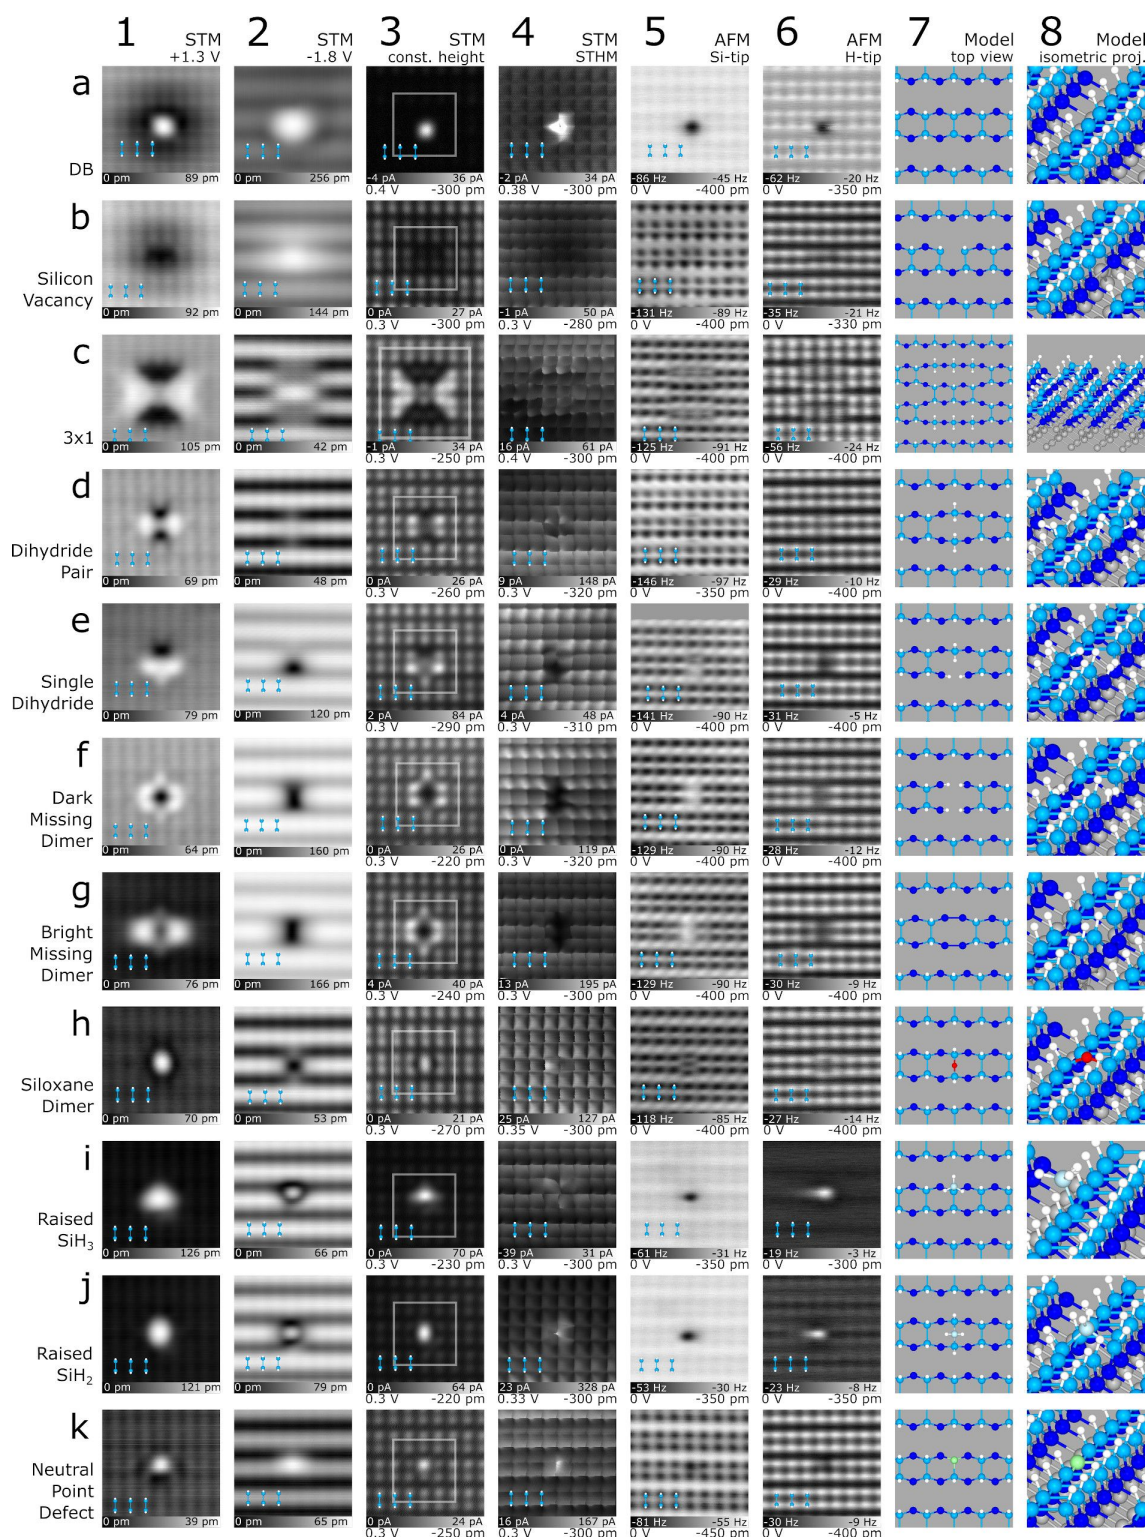 1 STM +1.3 V
2 STM -1.8 V
3 STM const. height
4 STM STHM
5 AFM Si-tip
6 AFM H-tip
7 Model top view
8 Model isometric proj.
a
DB
0 pm 89 pm
0 pm 256 pm
-4 pA 36 pA
0.4 V -300 pm
-2 pA 34 pA
0.38 V -300 pm
-86 Hz -45 Hz
0 V -400 pm
-62 Hz -20 Hz
0 V -350 pm
b
Silicon
Vacancy
0 pm 92 pm
0 pm 144 pm
0 pA 27 pA
0.3 V -300 pm
-1 pA 50 pA
0.3 V -280 pm
-131 Hz -89 Hz
0 V -400 pm
-35 Hz -21 Hz
0 V -330 pm
c
3x1
0 pm 105 pm
0 pm 42 pm
-1 pA 34 pA
0.3 V -250 pm
16 pA 61 pA
0.4 V -300 pm
-125 Hz -91 Hz
0 V -400 pm
-56 Hz -24 Hz
0 V -400 pm
d
Dihydride
Pair
0 pm 69 pm
0 pm 48 pm
0 pA 26 pA
0.3 V -260 pm
9 pA 148 pA
0.3 V -320 pm
-146 Hz -97 Hz
0 V -350 pm
-29 Hz -10 Hz
0 V -400 pm
e
Single
Dihydride
0 pm 79 pm
0 pm 120 pm
2 pA 84 pA
0.3 V -290 pm
4 pA 48 pA
0.3 V -310 pm
-141 Hz -90 Hz
0 V -400 pm
-31 Hz -5 Hz
0 V -400 pm
f
Dark
Missing
Dimer
0 pm 64 pm
0 pm 160 pm
0 pA 26 pA
0.3 V -220 pm
0 pA 119 pA
0.3 V -320 pm
-129 Hz -90 Hz
0 V -400 pm
-28 Hz -12 Hz
0 V -400 pm
g
Bright
Missing
Dimer
0 pm 76 pm
0 pm 166 pm
4 pA 40 pA
0.3 V -240 pm
13 pA 195 pA
0.3 V -300 pm
-129 Hz -90 Hz
0 V -400 pm
-30 Hz -9 Hz
0 V -400 pm
h
Siloxane
Dimer
0 pm 70 pm
0 pm 53 pm
0 pA 21 pA
0.3 V -270 pm
25 pA 127 pA
0.35 V -300 pm
-118 Hz -85 Hz
0 V -400 pm
-27 Hz -14 Hz
0 V -400 pm
i
Raised
SiH3
0 pm 126 pm
0 pm 66 pm
0 pA 70 pA
0.3 V -230 pm
-39 pA 31 pA
0.3 V -300 pm
-61 Hz -31 Hz
0 V -350 pm
-19 Hz -3 Hz
0 V -300 pm
j
Raised
SiH2
0 pm 121 pm
0 pm 79 pm
0 pA 64 pA
0.3 V -220 pm
23 pA 328 pA
0.33 V -300 pm
-53 Hz -30 Hz
0 V -350 pm
-23 Hz -8 Hz
0 V -350 pm
k
Neutral
Point
Defect
0 pm 39 pm
0 pm 65 pm
0 pA 24 pA
0.3 V -250 pm
16 pA 167 pA
0.3 V -300 pm
-81 Hz -55 Hz
0 V -450 pm
-30 Hz -9 Hz
0 V -400 pm